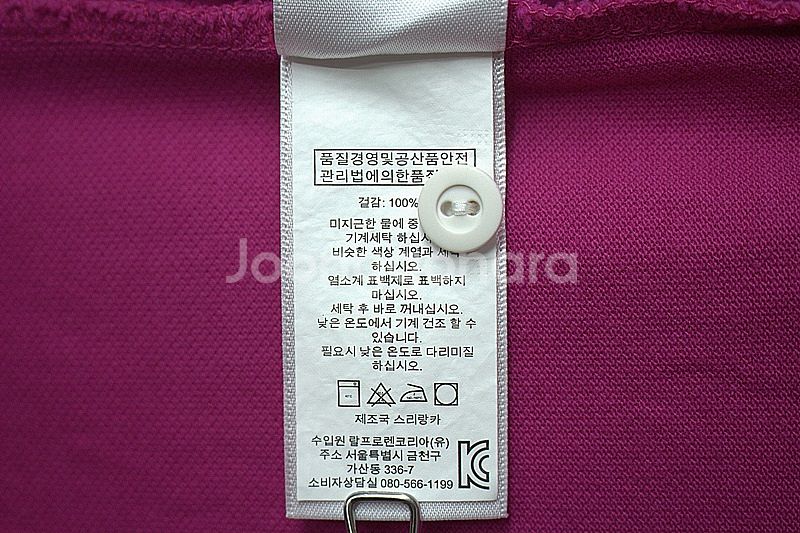 품질경영및공산품안전
관리법에의한품질
겉감: 100%
미지근한 물에
기계세탁 하십시
비슷한 색상 계열과 세탁
하십시오.
염소계 표백제로 표백하지
마십시오.
세탁 후 바로 꺼내십시오.
낮은 온도에서 기계 건조 할 수
있습니다.
필요시 낮은 온도로 다리미질
하십시오.
제조국 스리랑카
수입원 랄프로렌코리아(유)
주소 서울특별시 금천구
가산동 336-7
소비자상담실 080-566-1199